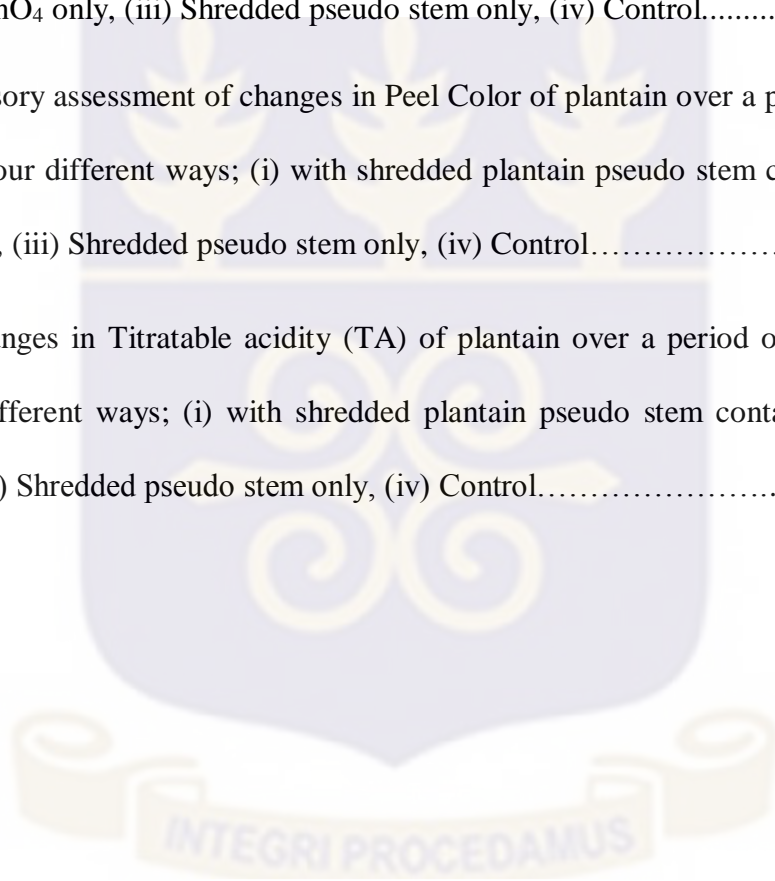 nO₄ only, (iii) Shredded pseudo stem only, (iv) Control.........
sory assessment of changes in Peel Color of plantain over a p
our different ways; (i) with shredded plantain pseudo stem c
, (iii) Shredded pseudo stem only, (iv) Control…………………
nges in Titratable acidity (TA) of plantain over a period o
fferent ways; (i) with shredded plantain pseudo stem conta
) Shredded pseudo stem only, (iv) Control…………………..
INTEGRI PROCEDAMUS